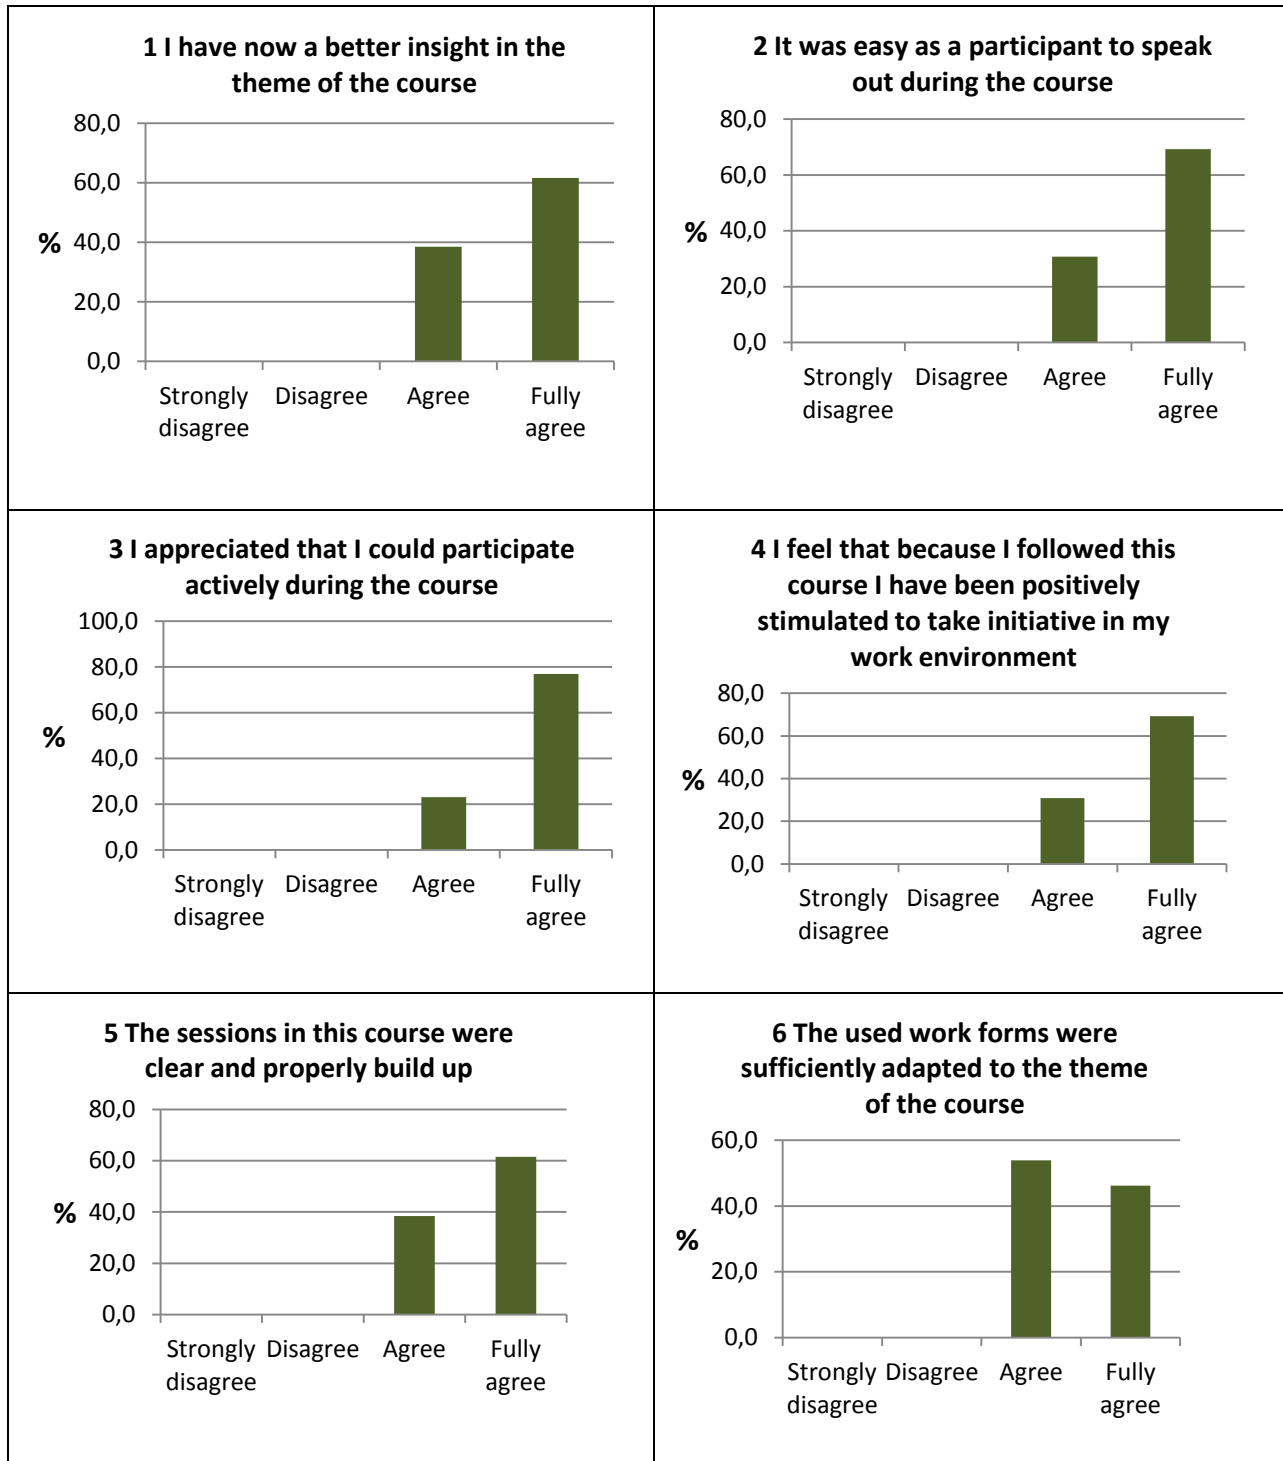 1 I have now a better insight in the
theme of the course
80,0
60,0
% 40,0
20,0
0,0
Strongly Disagree Agree Fully
disagree agree
2 It was easy as a participant to speak
out during the course
80,0
60,0
% 40,0
20,0
0,0
Strongly Disagree Agree Fully
disagree agree
3 I appreciated that I could participate
actively during the course
100,0
80,0
60,0
%
40,0
20,0
0,0
Strongly Disagree Agree Fully
disagree agree
4 I feel that because I followed this
course I have been positively
stimulated to take initiative in my
work environment
80,0
60,0
% 40,0
20,0
0,0
Strongly Disagree Agree Fully
disagree agree
5 The sessions in this course were
clear and properly build up
80,0
60,0
% 40,0
20,0
0,0
Strongly Disagree Agree Fully
disagree agree
6 The used work forms were
sufficiently adapted to the theme
of the course
60,0
40,0
%
20,0
0,0
Strongly Disagree Agree Fully
disagree agree